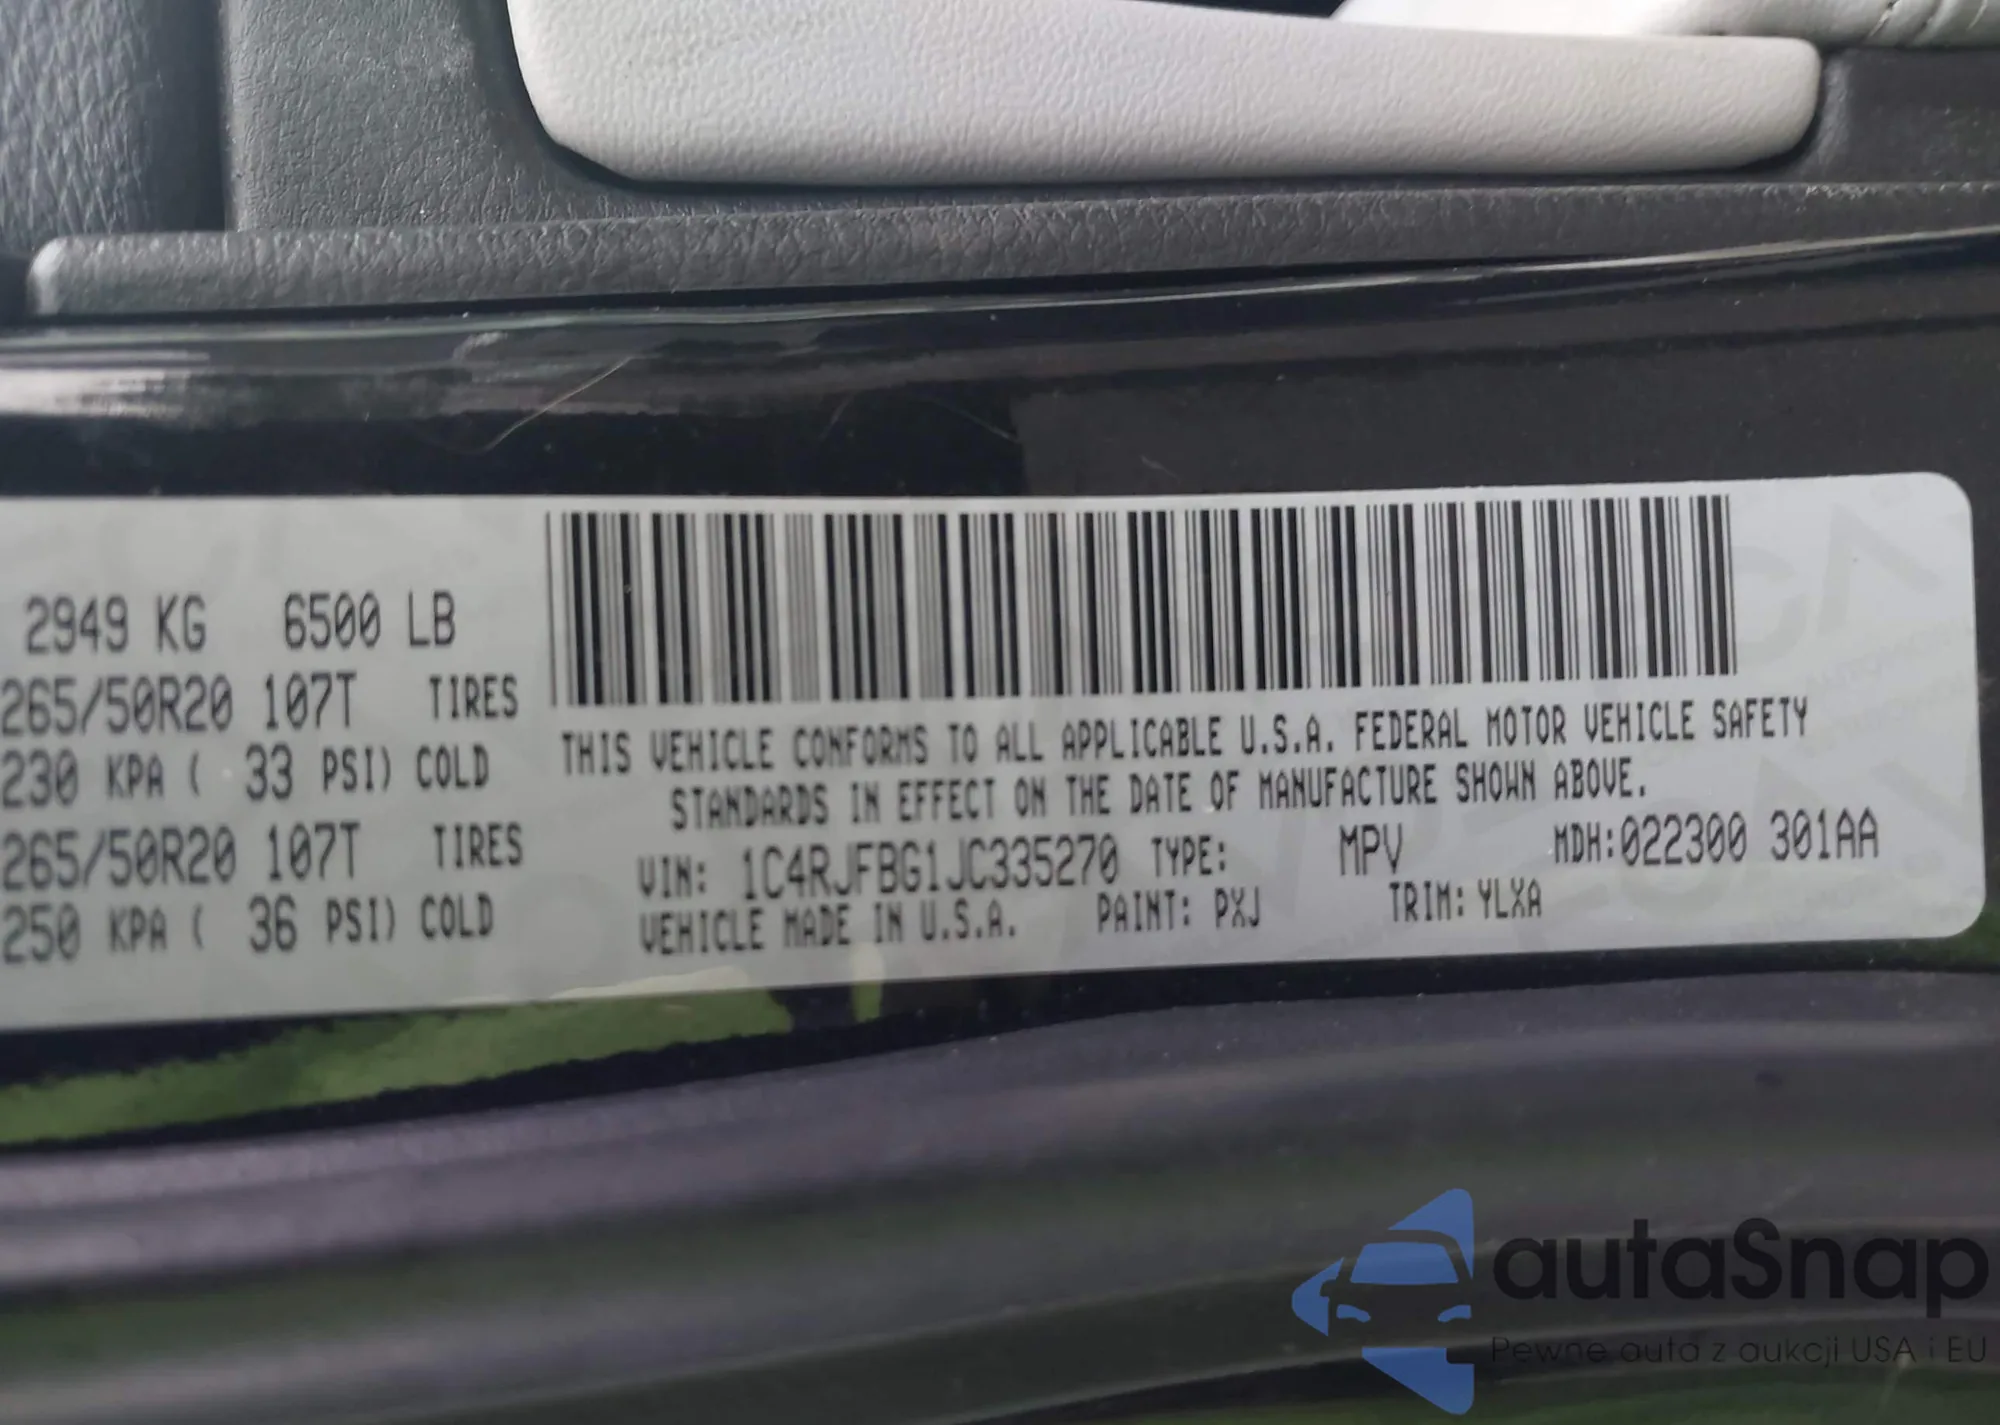 2949 KG 6500 LB
265/50R20 107T TIRES
230 KPA ( 33 PSI) COLD
265/50R20 107T TIRES
250 KPA ( 36 PSI) COLD
THIS VEHICLE CONFORMS TO ALL APPLICABLE U.S.A. FEDERAL MOTOR VEHICLE SAFETY
STANDARDS IN EFFECT ON THE DATE OF MANUFACTURE SHOWN ABOVE.
VIN: 1C4RJFBG1JC335270 TYPE: MPV MDH:022300 301AA
VEHICLE MADE IN U.S.A. PAINT: PXJ TRIM: YLXA
autaSnap
Pewne auta z aukcji USA i EU